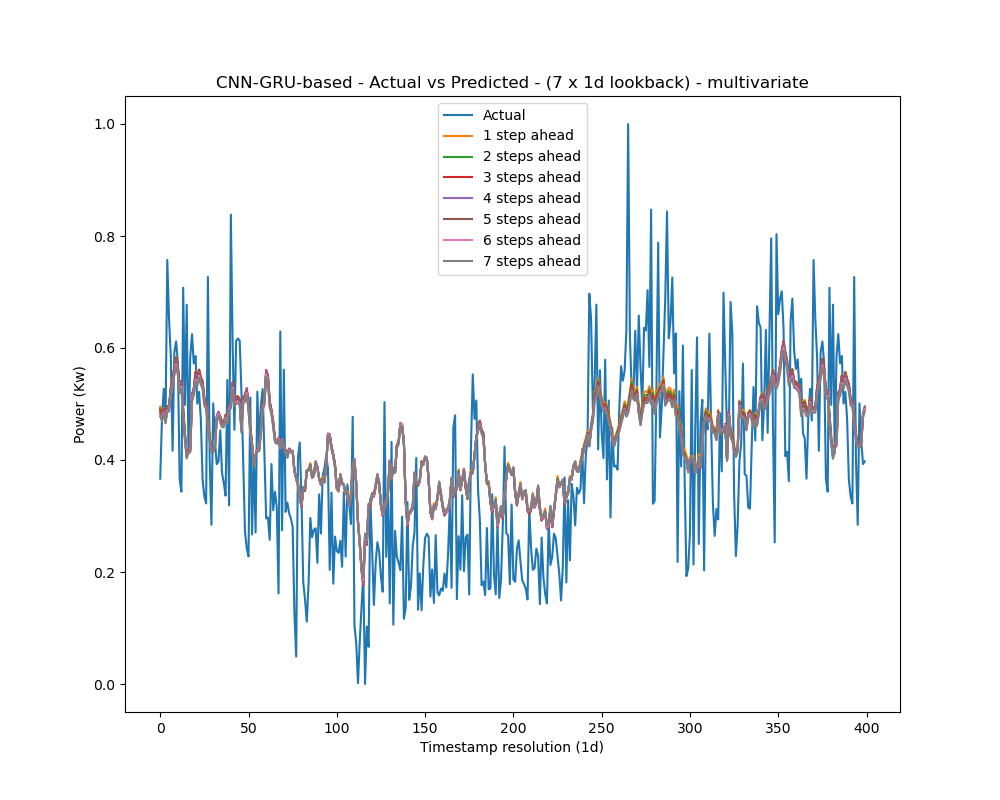 CNN-GRU-based - Actual vs Predicted - (7 x 1d lookback) - multivariate
Actual
1 step ahead
2 steps ahead
3 steps ahead
4 steps ahead
5 steps ahead
6 steps ahead
7 steps ahead
1.0
0.8
0.6
0.4
0.2
0.0
Power (Kw)
0 50 100 150 200 250 300 350 400
Timestamp resolution (1d)